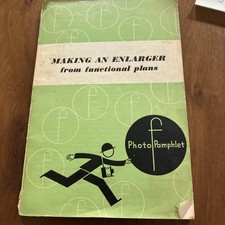 MAKING AN ENLARGER
from functional plans
f
Photo Pamphlet